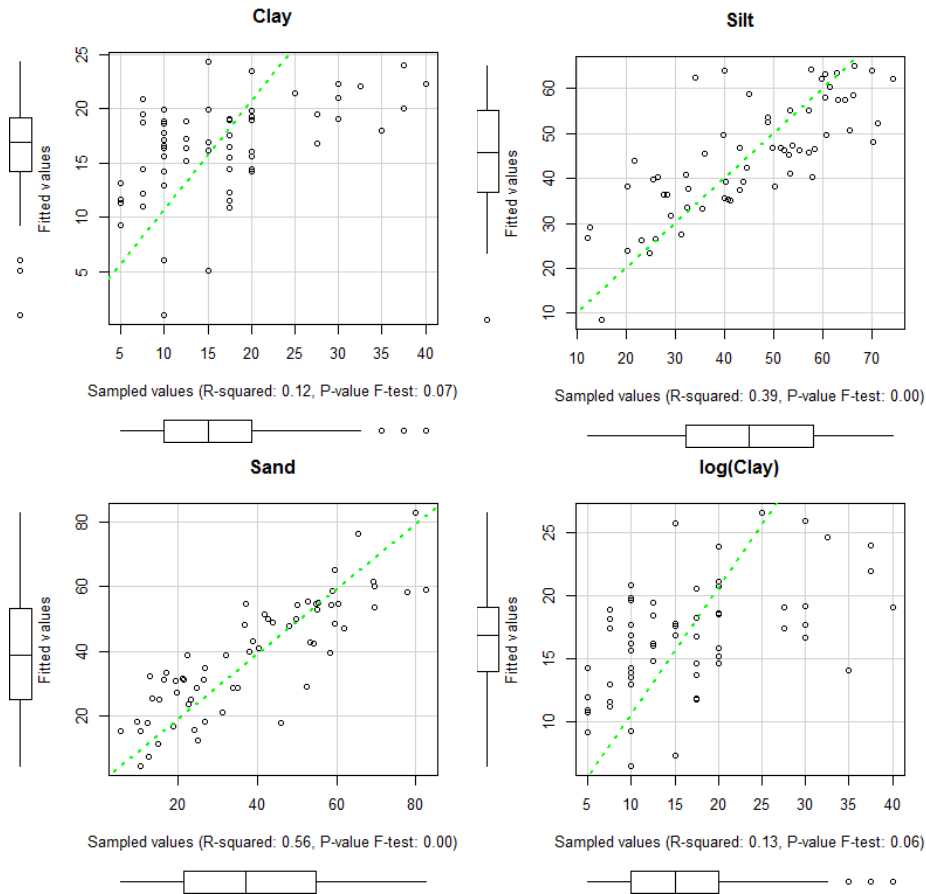 Clay
25
20
15
10
5
Fitted values
5 10 15 20 25 30 35 40
Sampled values (R-squared: 0.12, P-value F-test: 0.07)
Silt
60
50
40
30
20
10
Fitted values
10 20 30 40 50 60 70
Sampled values (R-squared: 0.39, P-value F-test: 0.00)
Sand
80
60
40
20
Fitted values
20 40 60 80
Sampled values (R-squared: 0.56, P-value F-test: 0.00)
log(Clay)
25
20
15
10
Fitted values
5 10 15 20 25 30 35 40
Sampled values (R-squared: 0.13, P-value F-test: 0.06)